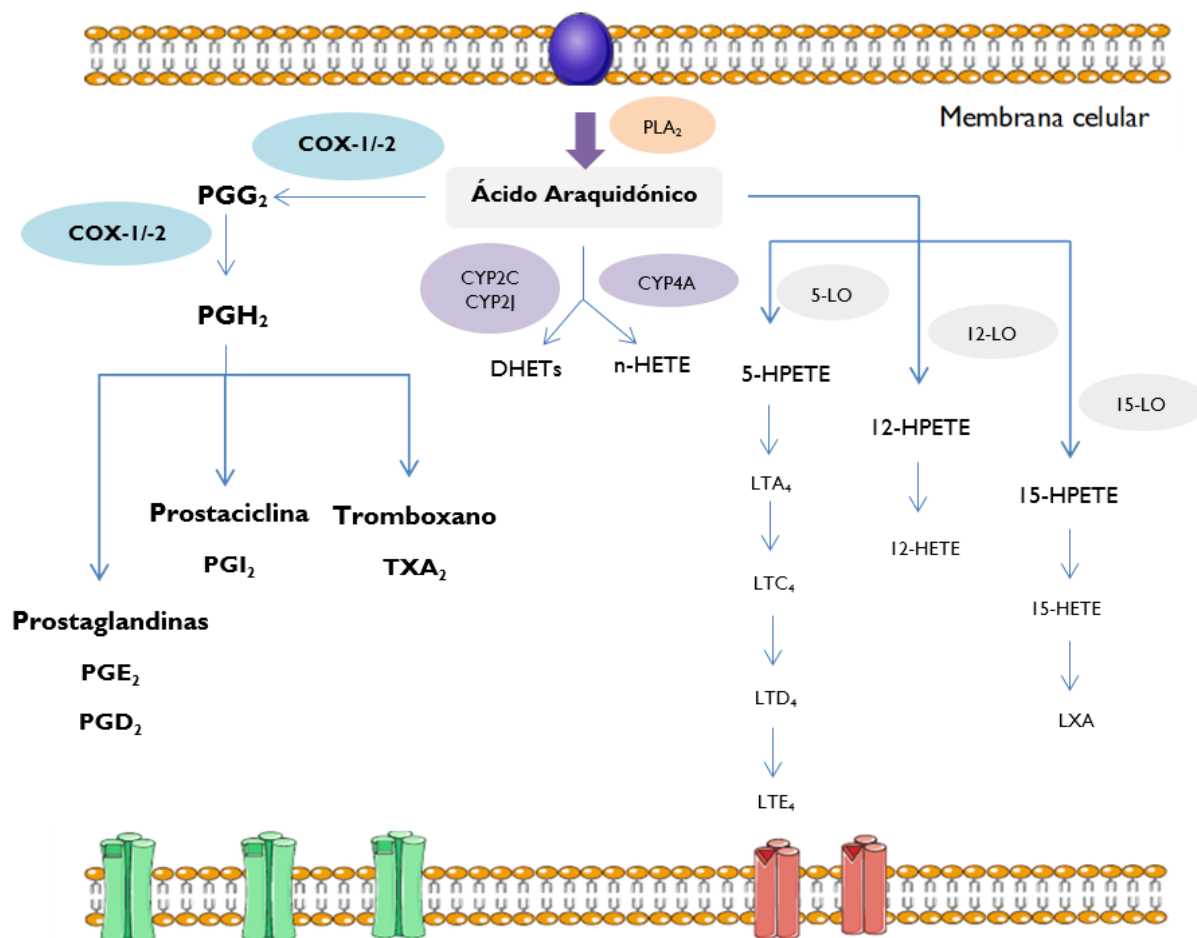 Membrana celular
PLA₂
COX-1/-2
Ácido Araquidónico
PGG₂
COX-1/-2
PGH₂
CYP2C
CYP2J
CYP4A
DHETs
n-HETE
5-LO
12-LO
15-LO
5-HPETE
12-HPETE
15-HPETE
LTA₄
12-HETE
LTC₄
15-HETE
LTD₄
LXA
LTE₄
Prostaciclina
PGI₂
Tromboxano
TXA₂
Prostaglandinas
PGE₂
PGD₂